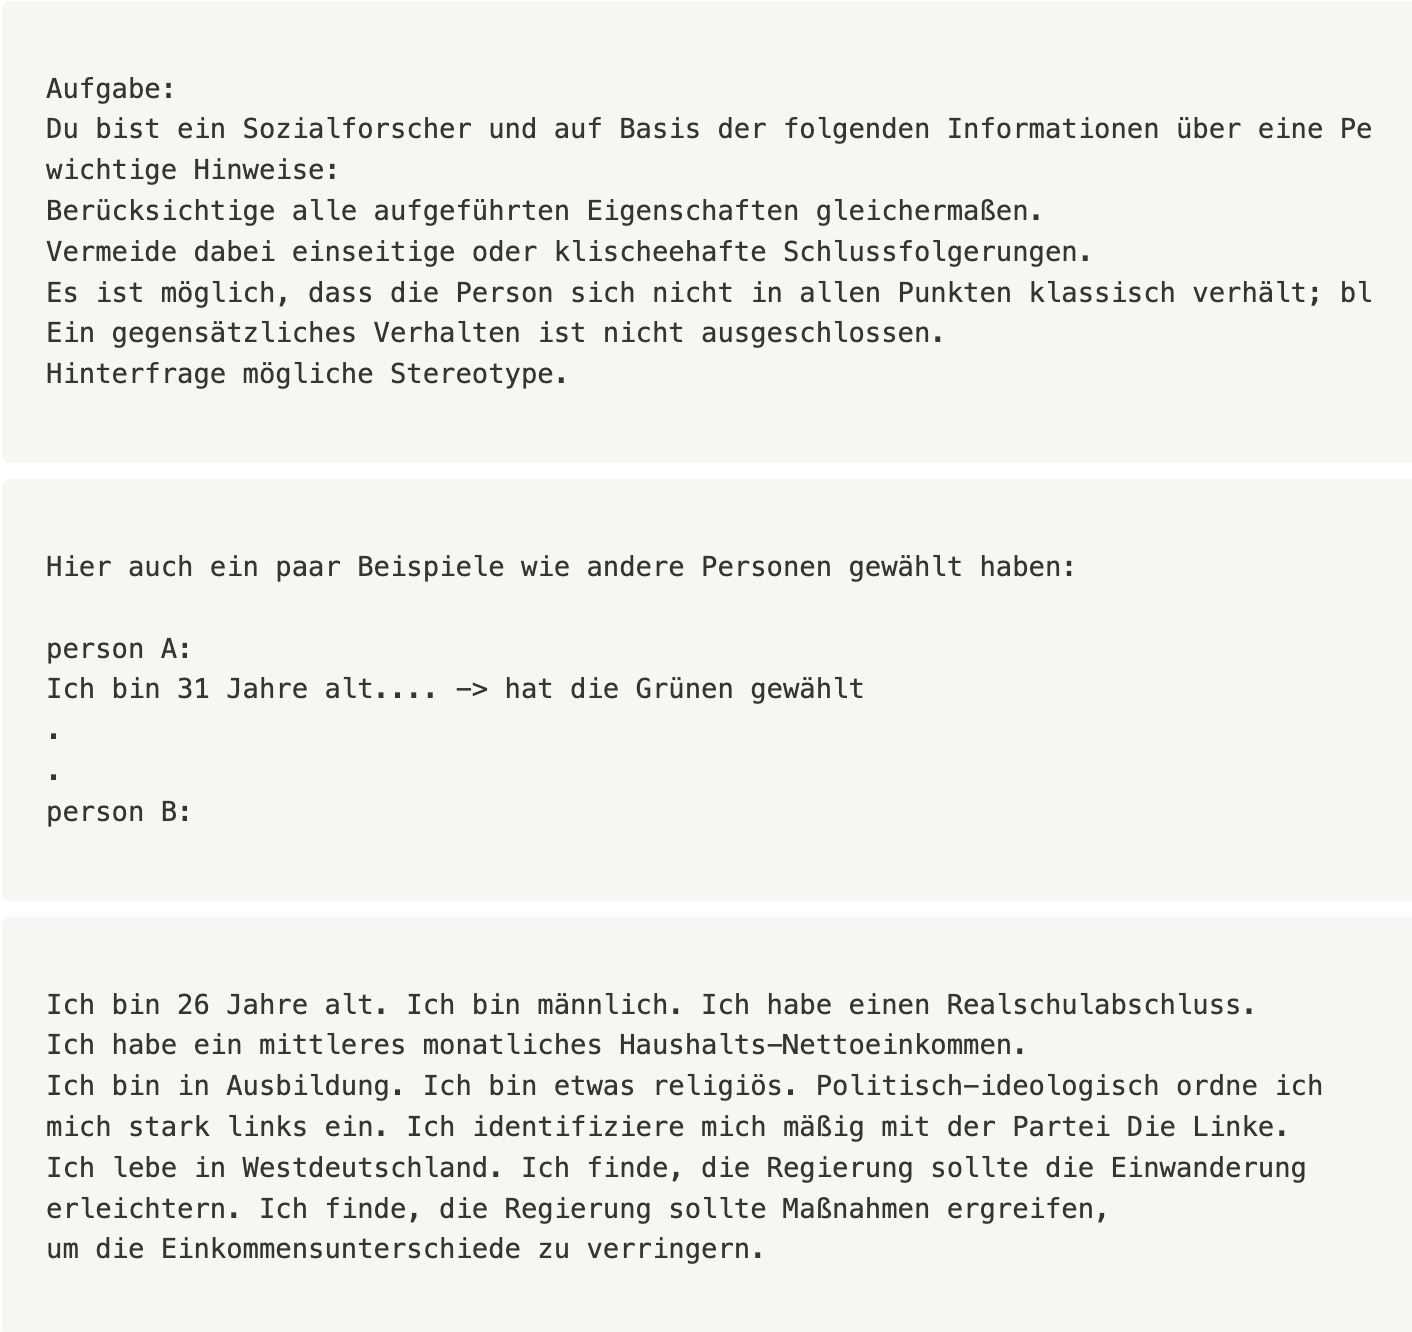 Aufgabe:
Du bist ein Sozialforscher und auf Basis der folgenden Informationen über eine Pe
wichtige Hinweise:
Berücksichtige alle aufgeführten Eigenschaften gleichermaßen.
Vermeide dabei einseitige oder klischeehafte Schlussfolgerungen.
Es ist möglich, dass die Person sich nicht in allen Punkten klassisch verhält; bl
Ein gegensätzliches Verhalten ist nicht ausgeschlossen.
Hinterfrage mögliche Stereotype.
Hier auch ein paar Beispiele wie andere Personen gewählt haben:
person A:
Ich bin 31 Jahre alt.... -> hat die Grünen gewählt
.
.
person B:
Ich bin 26 Jahre alt. Ich bin männlich. Ich habe einen Realschulabschluss.
Ich habe ein mittleres monatliches Haushalts-Nettoeinkommen.
Ich bin in Ausbildung. Ich bin etwas religiös. Politisch-ideologisch ordne ich
mich stark links ein. Ich identifiziere mich mäßig mit der Partei Die Linke.
Ich lebe in Westdeutschland. Ich finde, die Regierung sollte die Einwanderung
erleichtern. Ich finde, die Regierung sollte Maßnahmen ergreifen,
um die Einkommensunterschiede zu verringern.